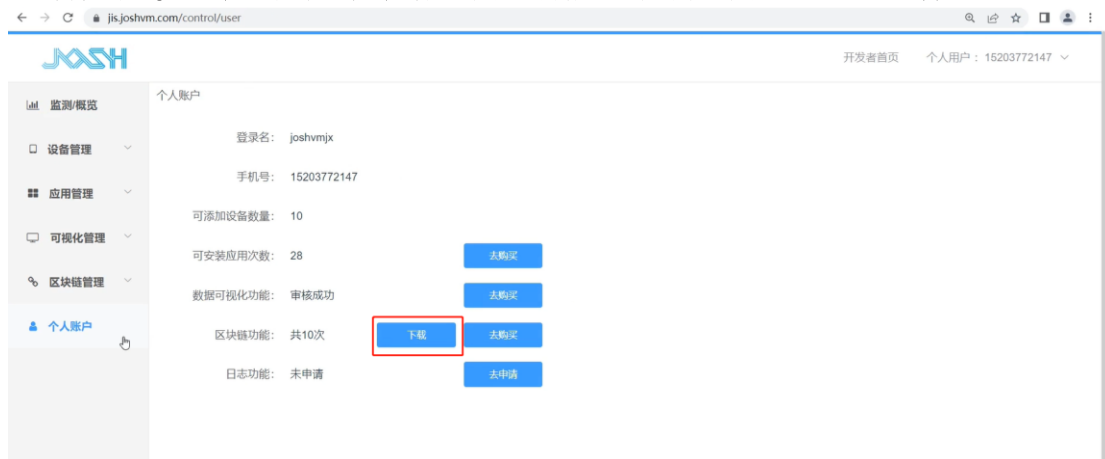 jis.joshvm.com/control/user
JOSH
开发者首页 个人用户： 15203772147
监测/概览
设备管理
应用管理
可视化管理
区块链管理
个人账户
个人账户
登录名： joshvmjx
手机号： 15203772147
可添加设备数量： 10
可安装应用次数： 28 去购买
数据可视化功能： 审核成功 去购买
区块链功能： 共10次 下载 去购买
日志功能： 未申请 去申请